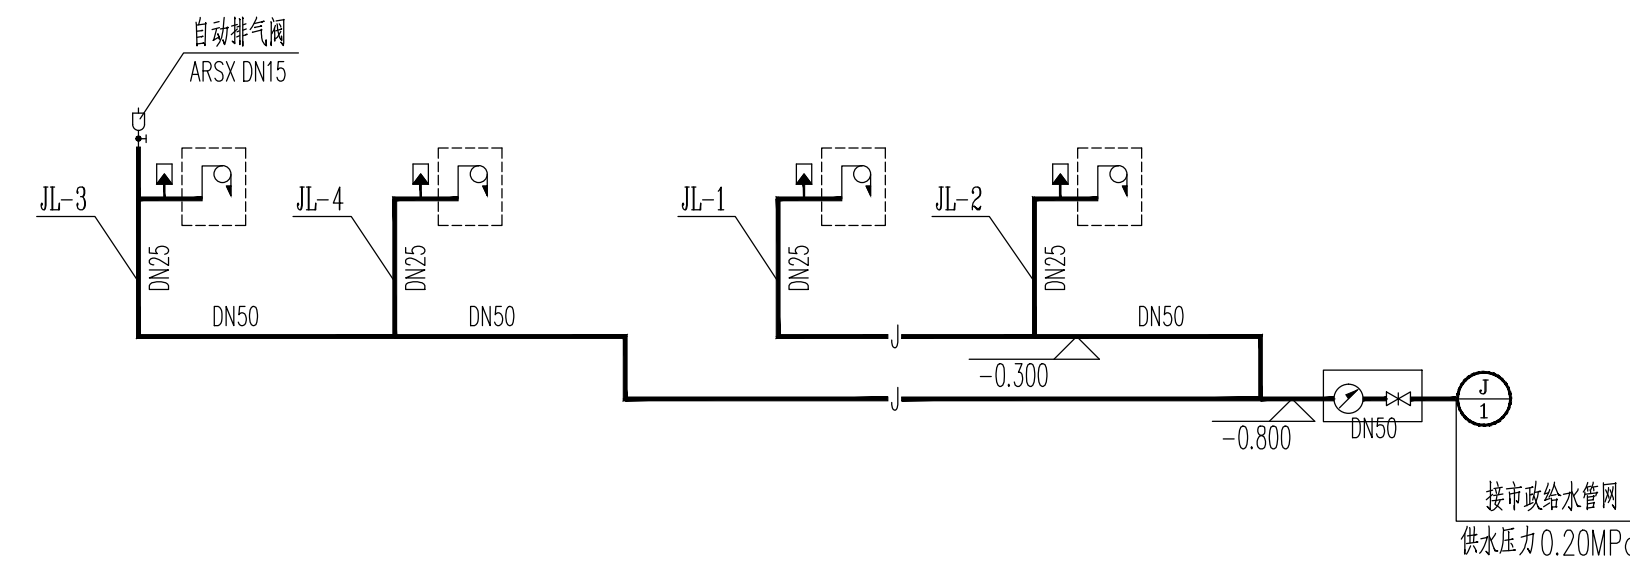 自动排气阀
ARSX DN15
JL-3
JL-4
JL-1
JL-2
DN25
DN25
DN25
DN25
DN50
DN50
DN50
J
-0.300
J
-0.800
DN50
J
1
接市政给水管网
供水压力0.20MPa